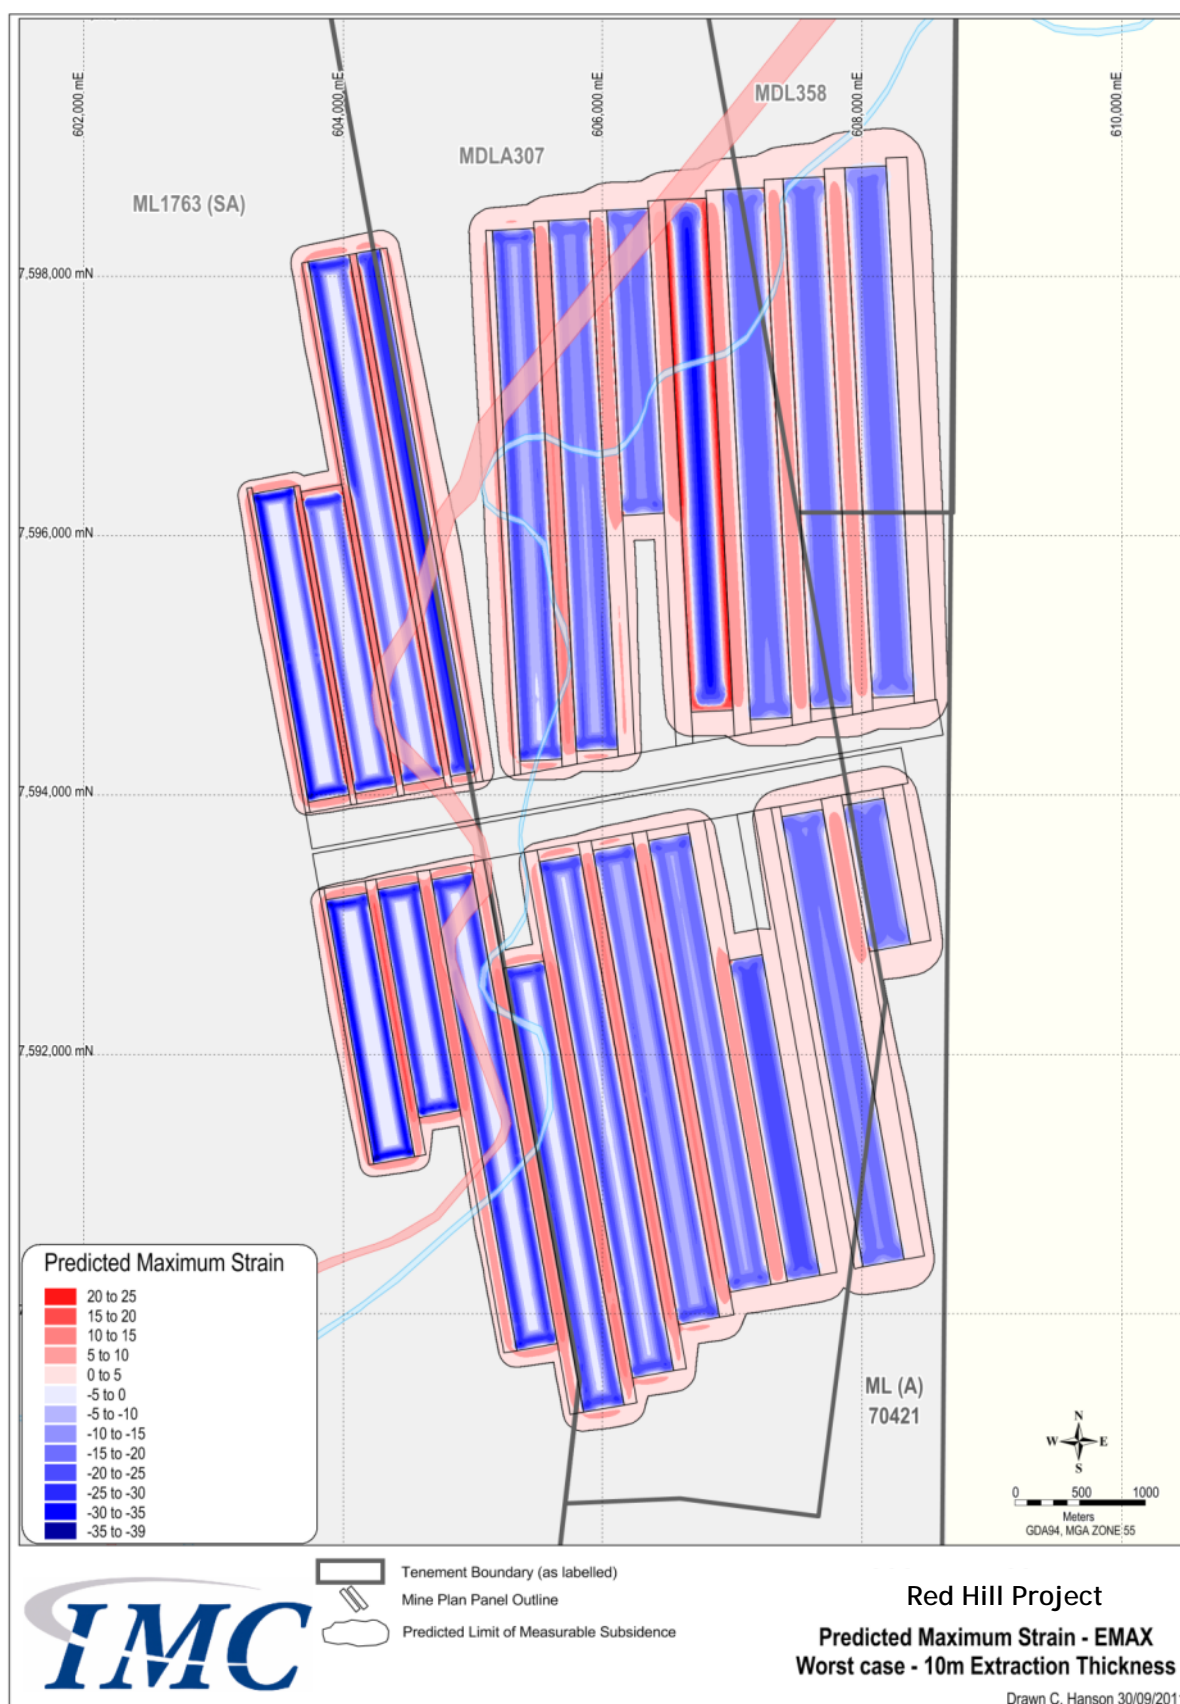 602,000 mE
604,000 mE
606,000 mE
608,000 mE
610,000 mE
MDL358
MDLA307
ML1763 (SA)
7,598,000 mN
7,596,000 mN
7,594,000 mN
7,592,000 mN
Predicted Maximum Strain
20 to 25
15 to 20
10 to 15
5 to 10
0 to 5
-5 to 0
-5 to -10
-10 to -15
-15 to -20
-20 to -25
-25 to -30
-30 to -35
-35 to -39
ML (A)
70421
N
W E
S
0 500 1000
Meters
GDA94, MGA ZONE 55
Tenement Boundary (as labelled)
Mine Plan Panel Outline
Predicted Limit of Measurable Subsidence
IMC
Red Hill Project
Predicted Maximum Strain - EMAX
Worst case - 10m Extraction Thickness
Drawn C. Hanson 30/09/201